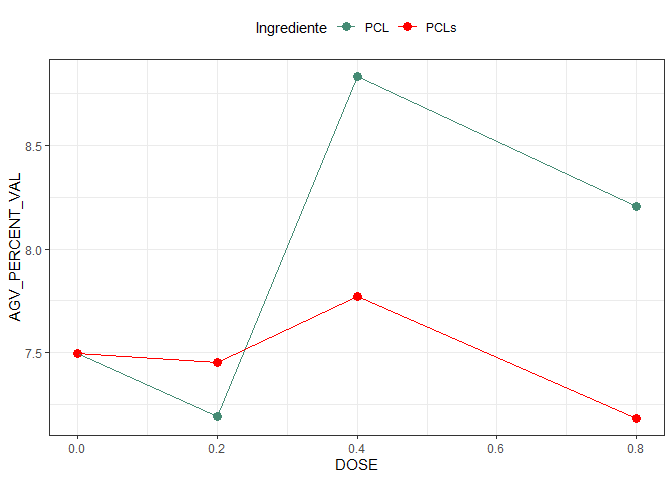 Ingrediente PCL PCLs
AGV_PERCENT_VAL
8.5
8.0
7.5
0.0 0.2 0.4 0.6 0.8
DOSE